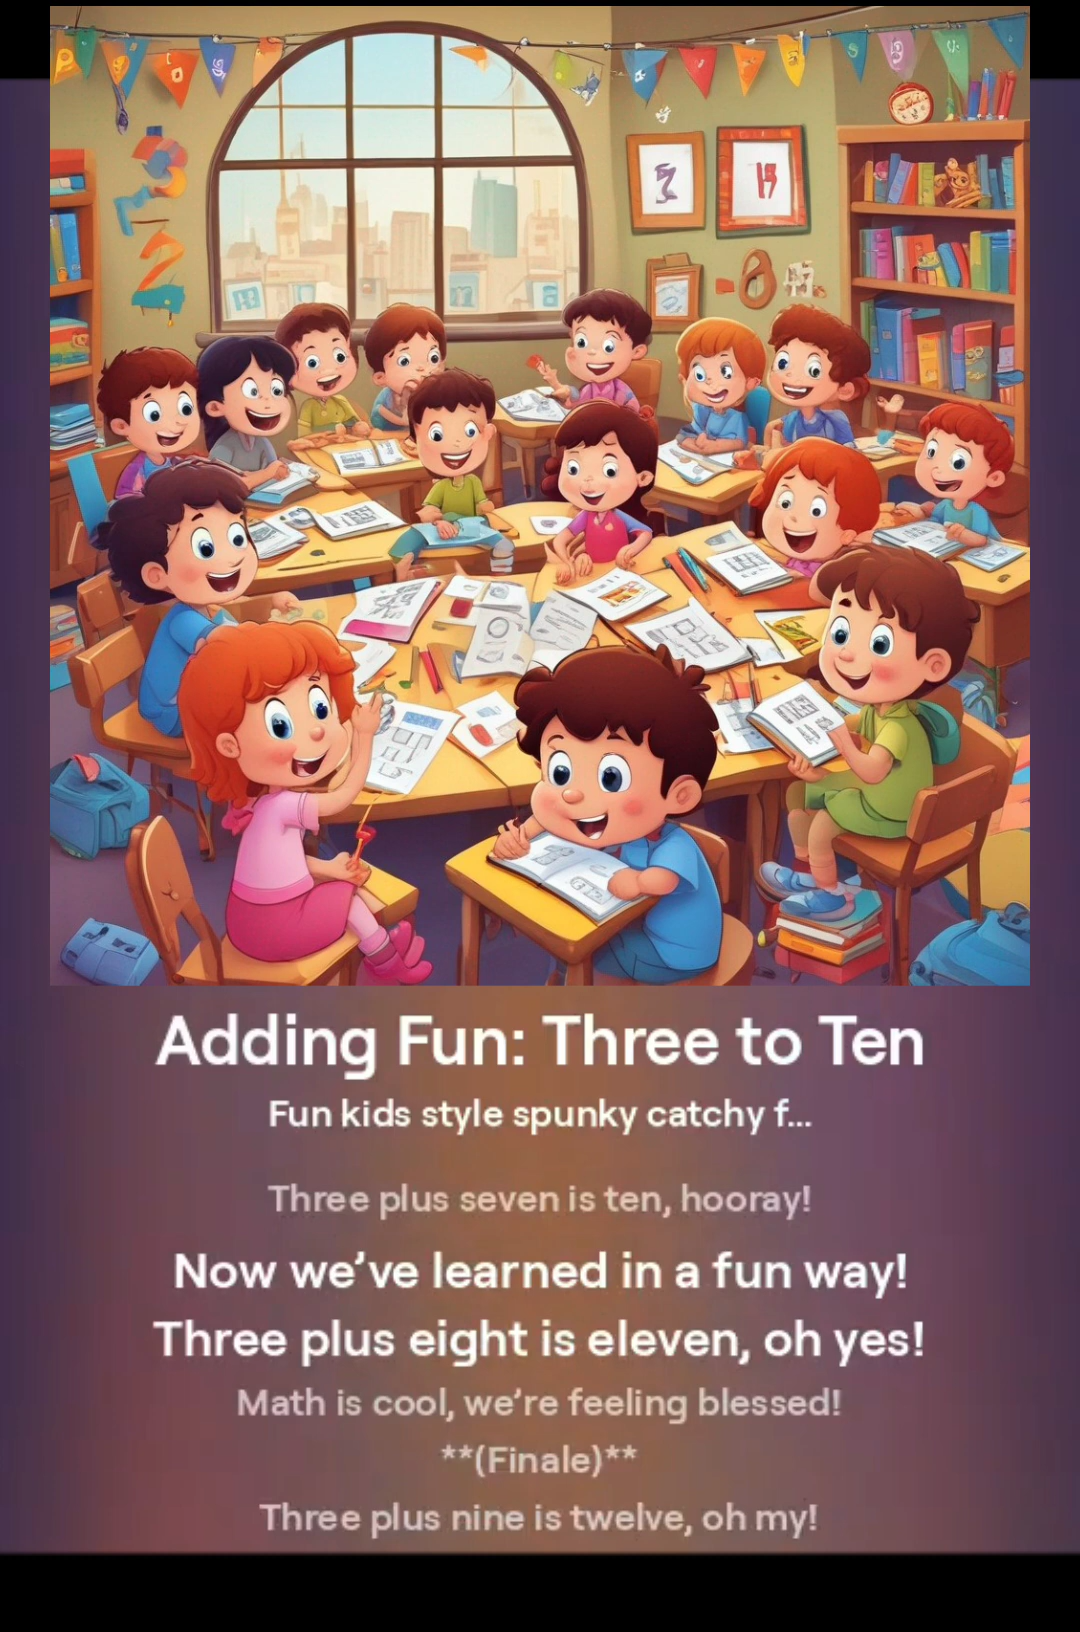 Adding Fun: Three to Ten
Fun kids style spunky catchy f...
Three plus seven is ten, hooray!
Now we’ve learned in a fun way!
Three plus eight is eleven, oh yes!
Math is cool, we’re feeling blessed!
**(Finale)**
Three plus nine is twelve, oh my!